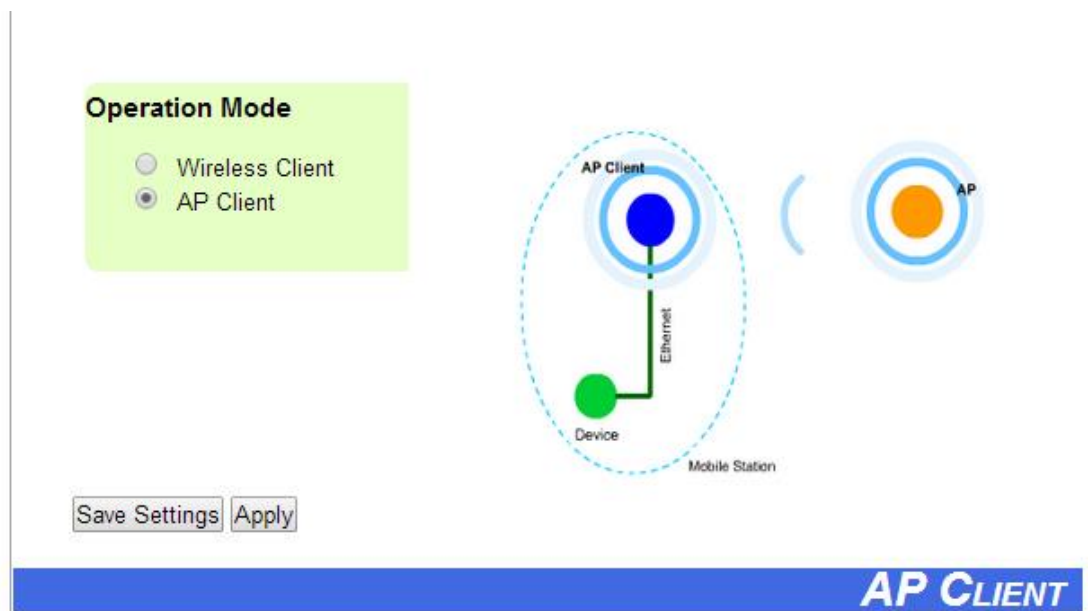 Operation Mode
Wireless Client
AP Client
AP Client
AP
Ethernet
Device
Mobile Station
Save Settings
Apply
AP CLIENT